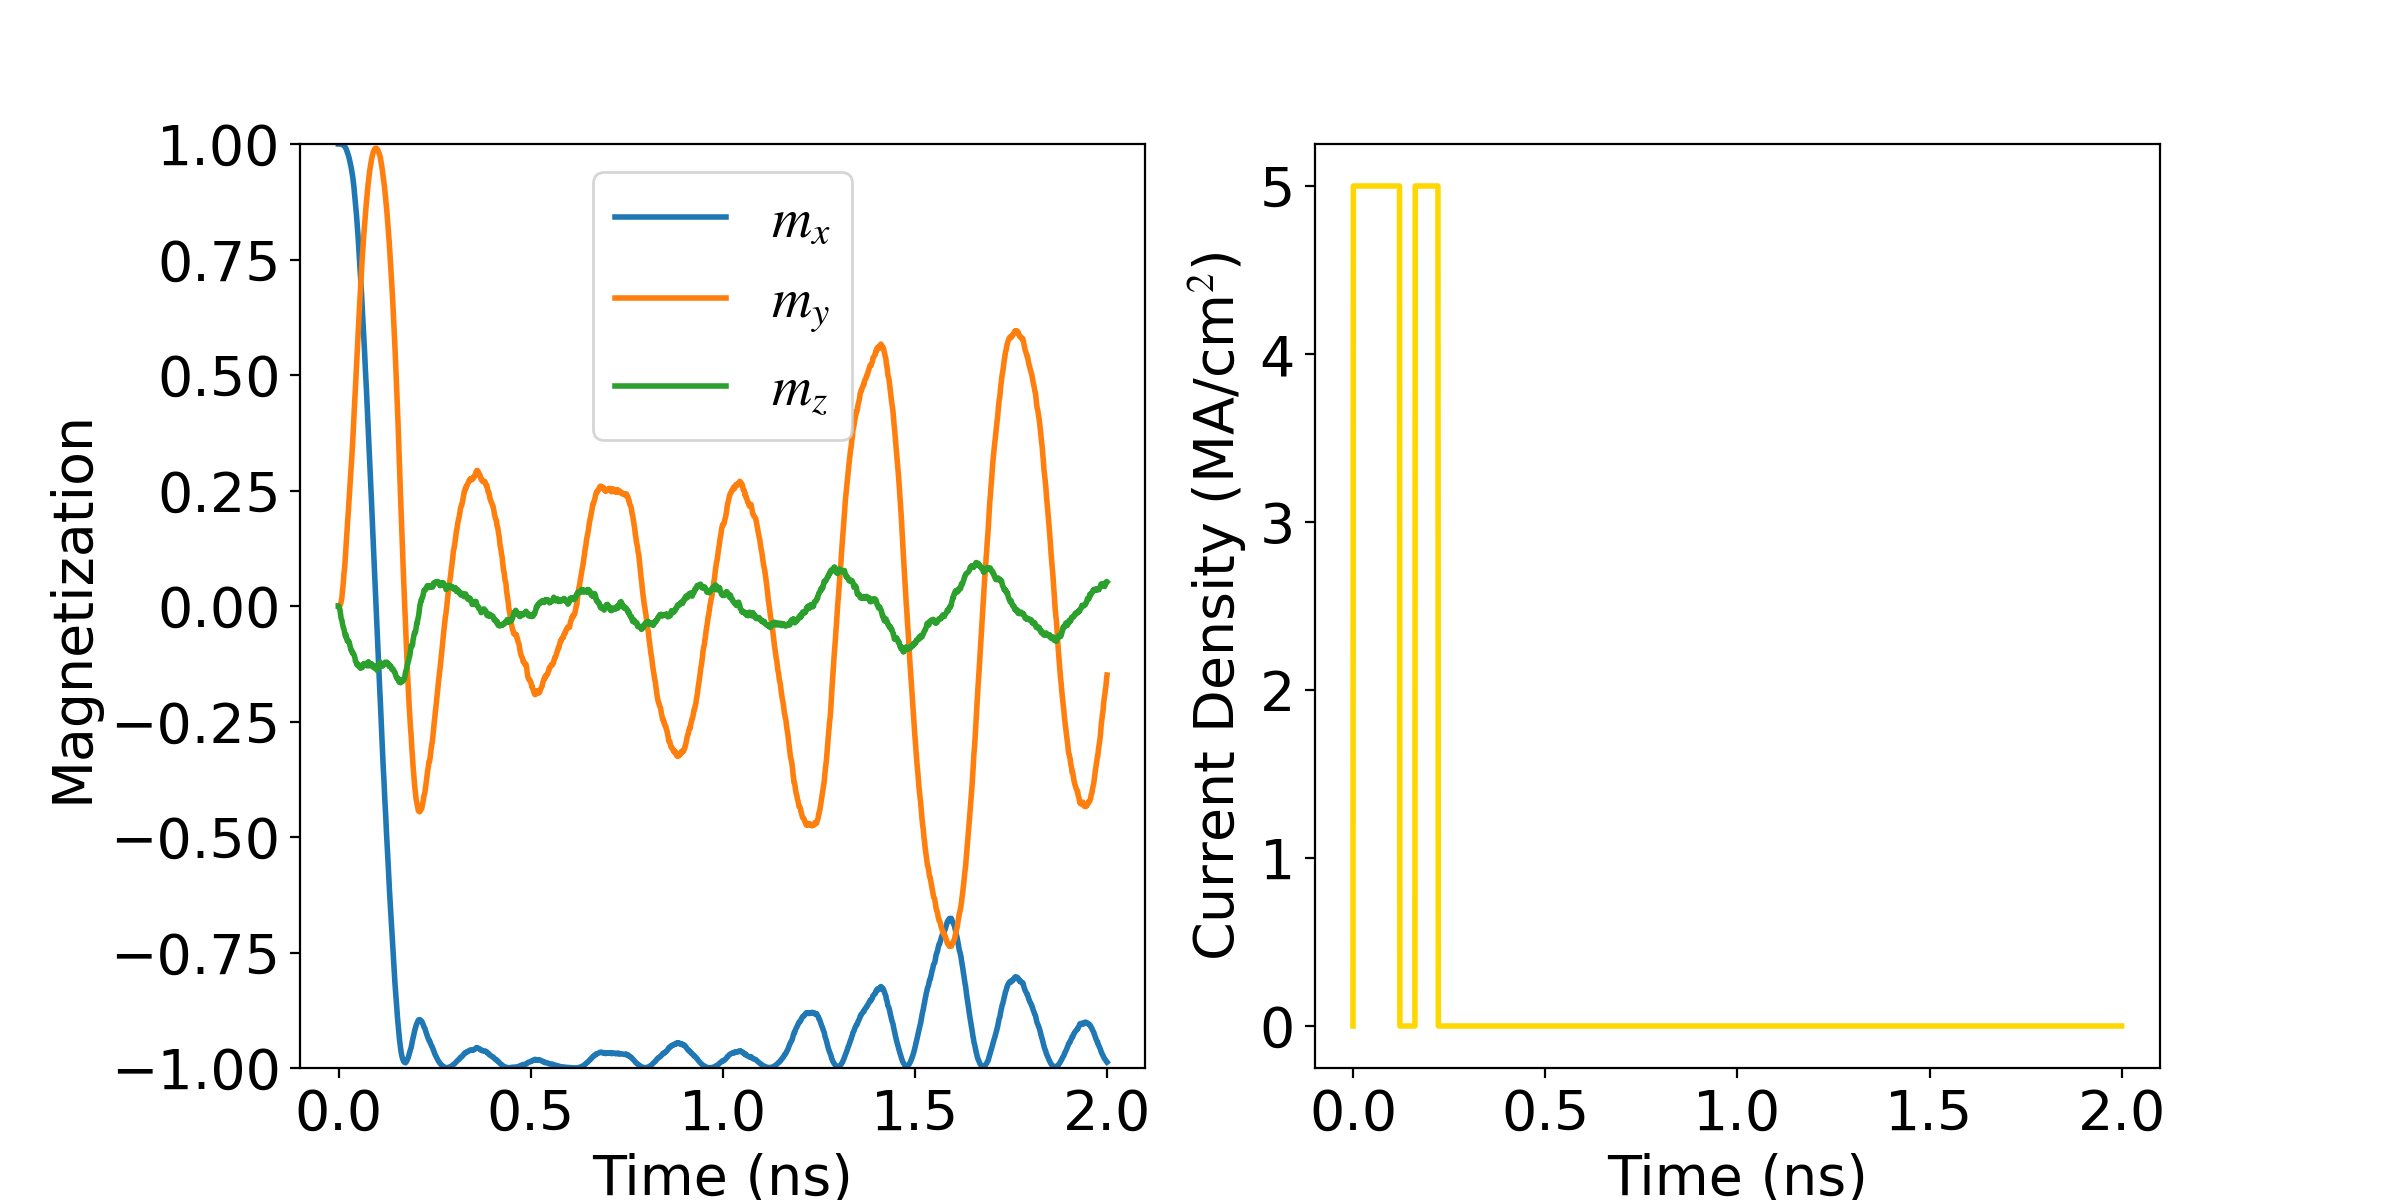 1.00
0.75
0.50
0.25
0.00
−0.25
−0.50
−0.75
−1.00
Magnetization
0.0 0.5 1.0 1.5 2.0
Time (ns)
m_x
m_y
m_z
5
4
3
2
1
0
Current Density (MA/cm²)
0.0 0.5 1.0 1.5 2.0
Time (ns)